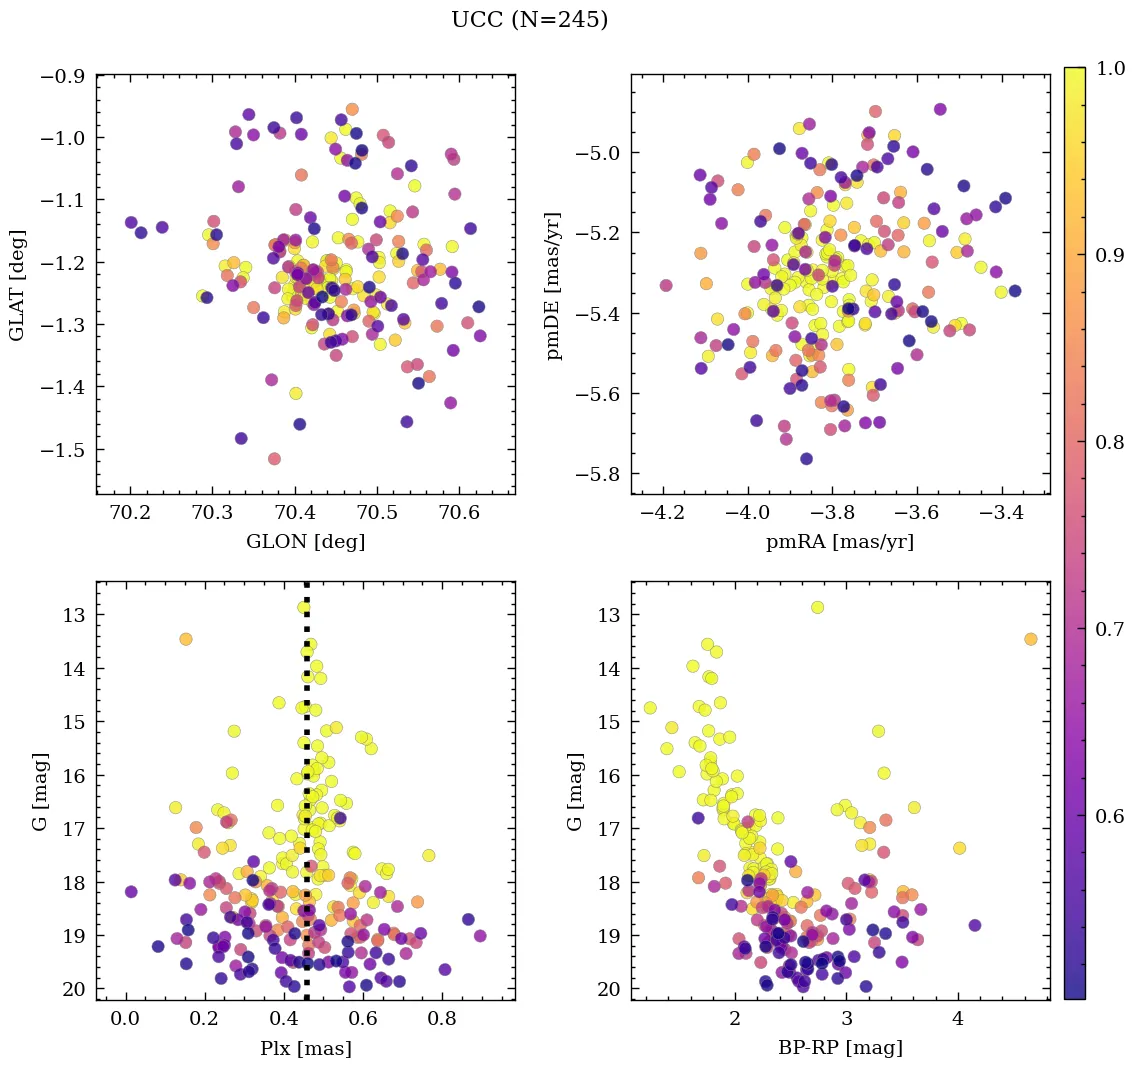 UCC (N=245)
−0.9
−1.0
−1.1
−1.2
−1.3
−1.4
−1.5
GLAT [deg]
70.2 70.3 70.4 70.5 70.6
GLON [deg]
−5.0
−5.2
−5.4
−5.6
−5.8
pmDE [mas/yr]
−4.2 −4.0 −3.8 −3.6 −3.4
pmRA [mas/yr]
1.0
0.9
0.8
0.7
0.6
13
14
15
16
17
18
19
20
G [mag]
0.0 0.2 0.4 0.6 0.8
Plx [mas]
13
14
15
16
17
18
19
20
G [mag]
2 3 4
BP-RP [mag]